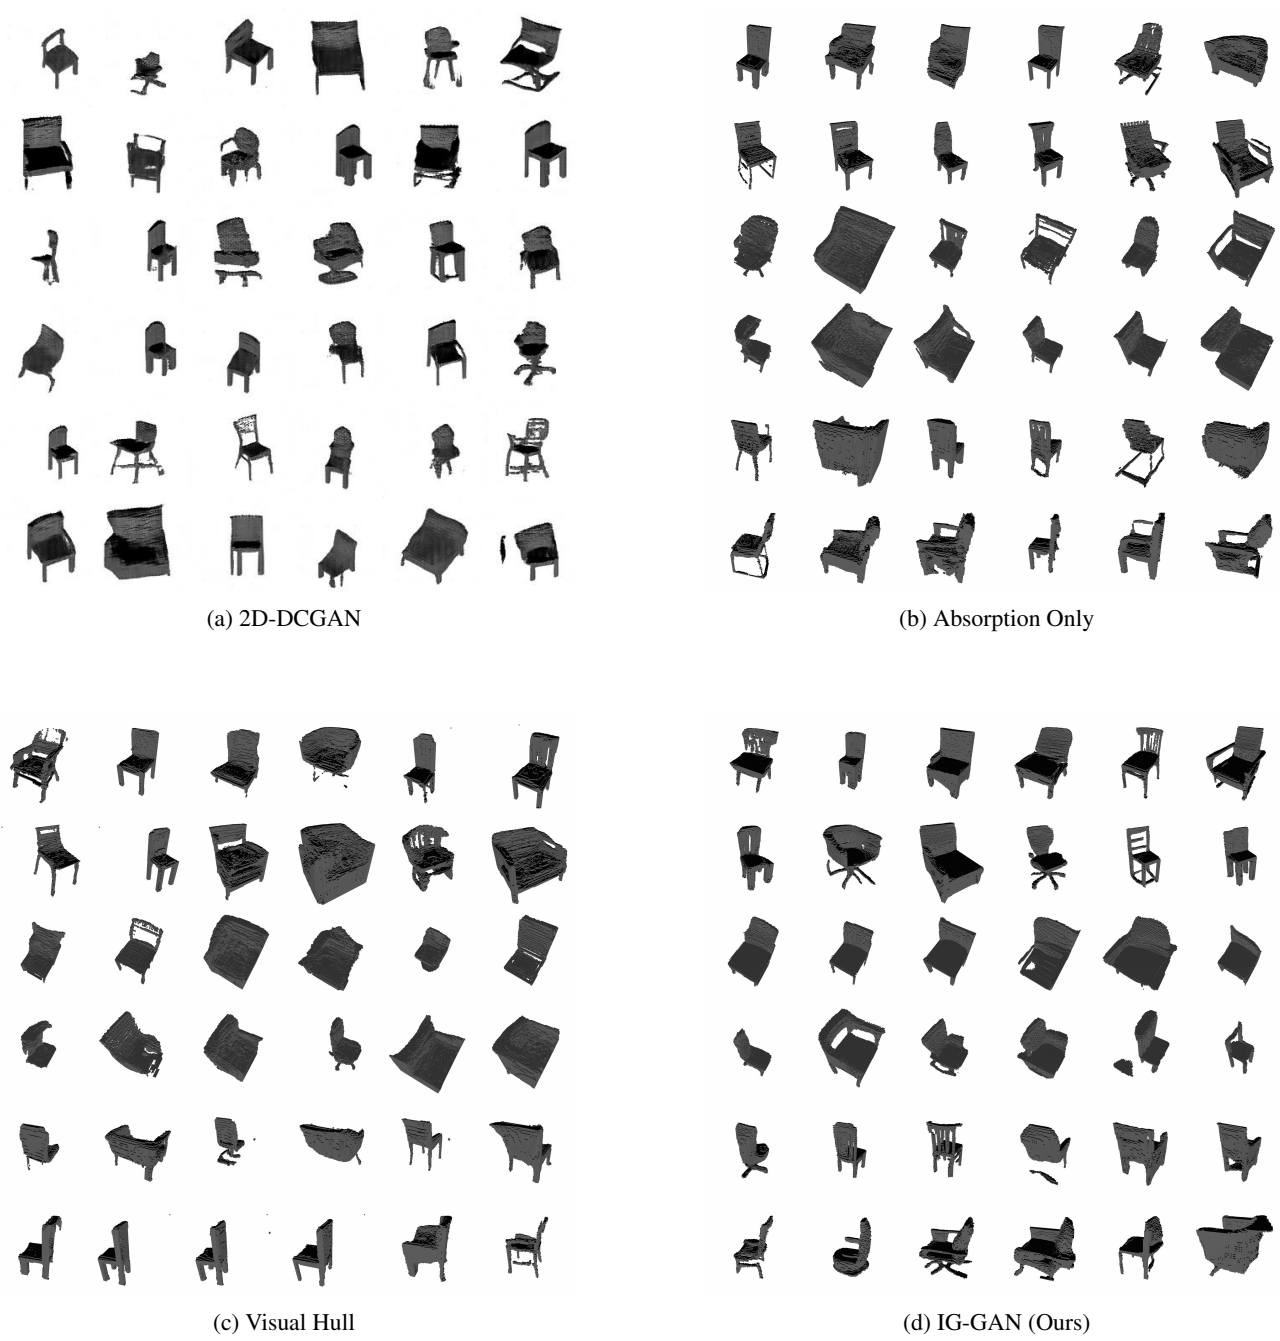 (a) 2D-DCGAN
(b) Absorption Only
(c) Visual Hull
(d) IG-GAN (Ours)